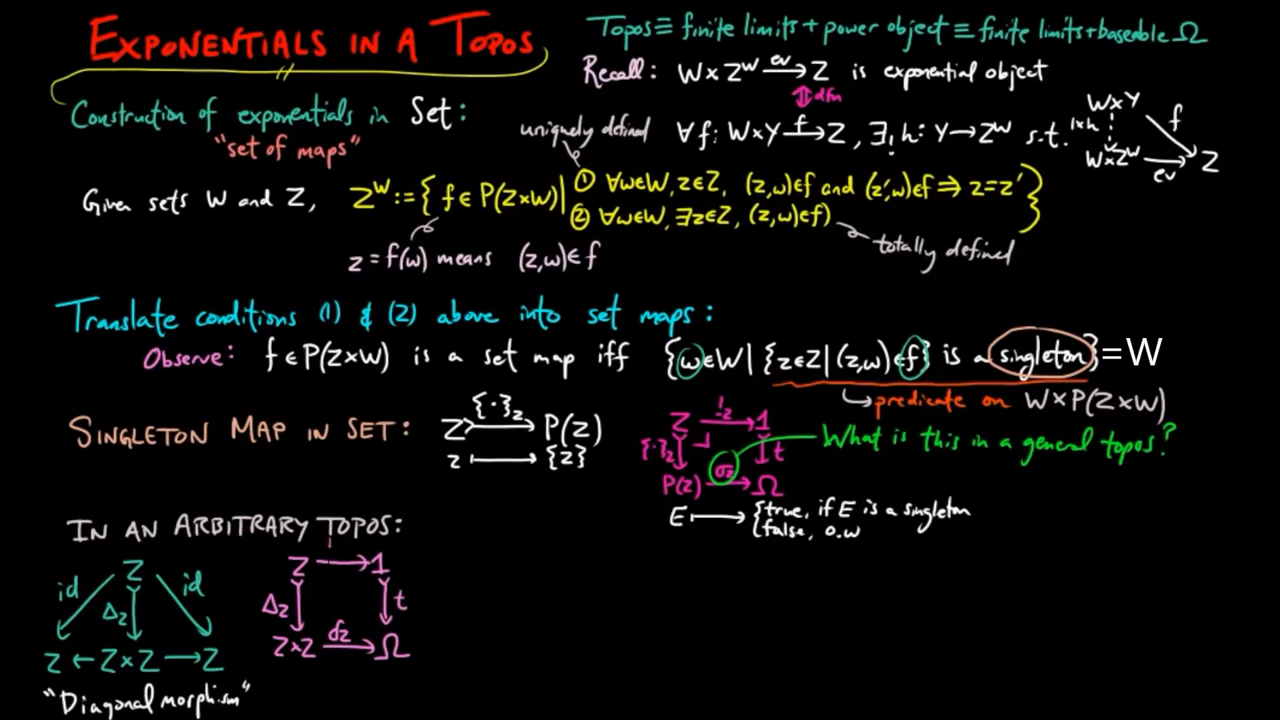 EXPONENTIALS IN A TOPOS
Topos ≡ finite limits + power object ≡ finite limits + baseable Ω
Recall: W×Z^W —ev→ Z is exponential object
⇕ dfn
∀f: W×Y —f→ Z, ∃! h: Y→Z^W s.t.
W×Y
1×h
f
W×Z^W
ev
Z
Construction of exponentials in Set:
"set of maps"
uniquely defined
Given sets W and Z, Z^W := { f ∈ P(Z×W) |
① ∀w∈W, z∈Z, (z,w)∈f and (z',w)∈f ⇒ z=z' }
② ∀w∈W, ∃z∈Z, (z,w)∈f)
totally defined
z = f(w) means (z,w) ∈ f
Translate conditions (1) & (2) above into set maps:
Observe: f ∈ P(Z×W) is a set map iff {w∈W | {z∈Z | (z,w)∈f} is a singleton} = W
predicate on W×P(Z×W)
SINGLETON MAP IN SET: Z —{·}_Z→ P(Z)
z ⟼ {z}
Z —!_Z→ 1
{·}_Z
t
P(Z) —σ_Z→ Ω
What is this in a general topos?
E ⟼ {true, if E is a singleton
{false, o.w
IN AN ARBITRARY TOPOS:
Z
id Δ_Z id
Z ← Z×Z → Z
"Diagonal morphism"
Z → 1
Δ_Z t
Z×Z —δ_Z→ Ω